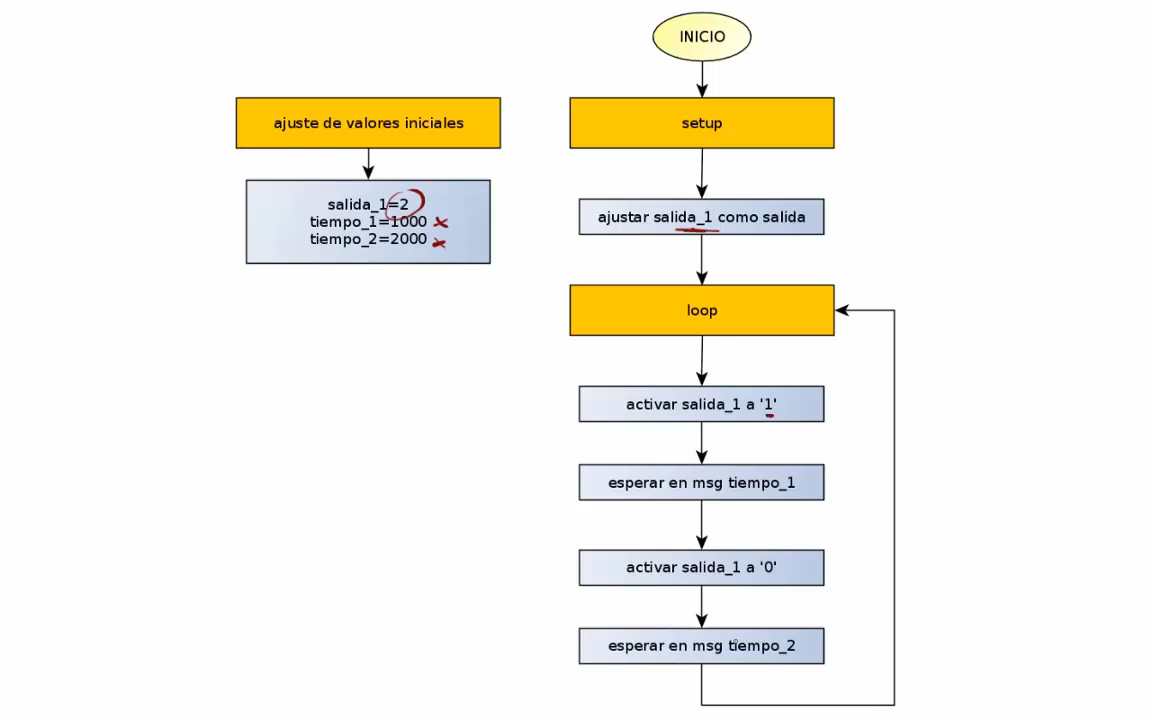 INICIO
ajuste de valores iniciales
salida_1=2
tiempo_1=1000
tiempo_2=2000
setup
ajustar salida_1 como salida
loop
activar salida_1 a '1'
esperar en msg tiempo_1
activar salida_1 a '0'
esperar en msg tiempo_2